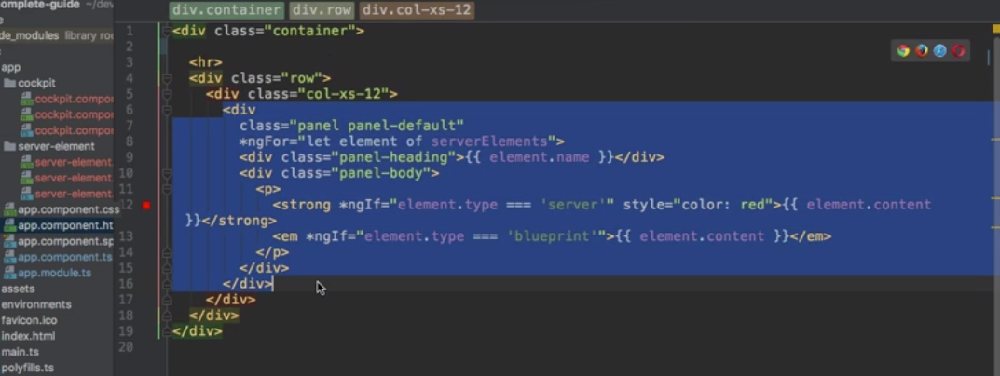 omplete-guide ~/dev
de_modules library roo
app
cockpit
cockpit.compo
cockpit.compo
cockpit.compo
server-element
server-element.
server-element.
server-element.
app.component.css
app.component.ht
app.component.sp
app.component.ts
app.module.ts
assets
environments
favicon.ico
index.html
main.ts
polyfills.ts
div.container div.row div.col-xs-12
1 <div class="container">
2
3 <hr>
4 <div class="row">
5 <div class="col-xs-12">
6 <div
7 class="panel panel-default"
8 *ngFor="let element of serverElements">
9 <div class="panel-heading">{{ element.name }}</div>
10 <div class="panel-body">
11 <p>
12 <strong *ngIf="element.type === 'server'" style="color: red">{{ element.content
}}</strong>
13 <em *ngIf="element.type === 'blueprint'">{{ element.content }}</em>
14 </p>
15 </div>
16 </div>
17 </div>
18 </div>
19 </div>
20